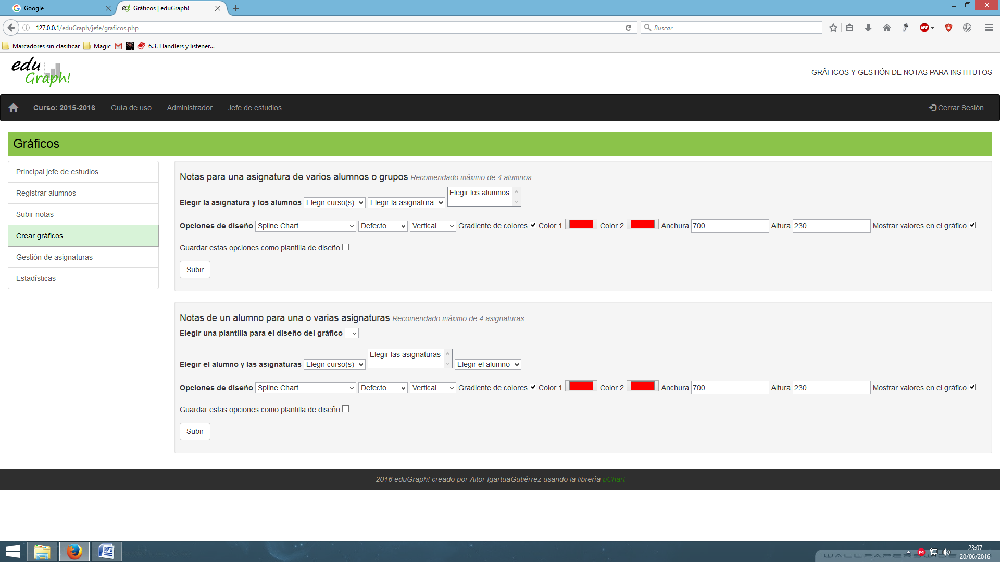 Google
Gráficos | eduGraph!
127.0.0.1/eduGraph/jefe/graficos.php
Buscar
ABP
Marcadores sin clasificar Magic 6.3. Handlers y listener...
edu
Graph!
GRÁFICOS Y GESTIÓN DE NOTAS PARA INSTITUTOS
Curso: 2015-2016 Guía de uso Administrador Jefe de estudios Cerrar Sesión
Gráficos
Principal jefe de estudios
Registrar alumnos
Subir notas
Crear gráficos
Gestión de asignaturas
Estadísticas
Notas para una asignatura de varios alumnos o grupos Recomendado máximo de 4 alumnos
Elegir la asignatura y los alumnos Elegir curso(s) Elegir la asignatura Elegir los alumnos
Opciones de diseño Spline Chart Defecto Vertical Gradiente de colores Color 1 Color 2 Anchura 700 Altura 230 Mostrar valores en el gráfico
Guardar estas opciones como plantilla de diseño
Subir
Notas de un alumno para una o varias asignaturas Recomendado máximo de 4 asignaturas
Elegir una plantilla para el diseño del gráfico
Elegir el alumno y las asignaturas Elegir curso(s) Elegir las asignaturas Elegir el alumno
Opciones de diseño Spline Chart Defecto Vertical Gradiente de colores Color 1 Color 2 Anchura 700 Altura 230 Mostrar valores en el gráfico
Guardar estas opciones como plantilla de diseño
Subir
2016 eduGraph! creado por Aitor IgartuaGutiérrez usando la librería pChart
23:07
20/06/2016